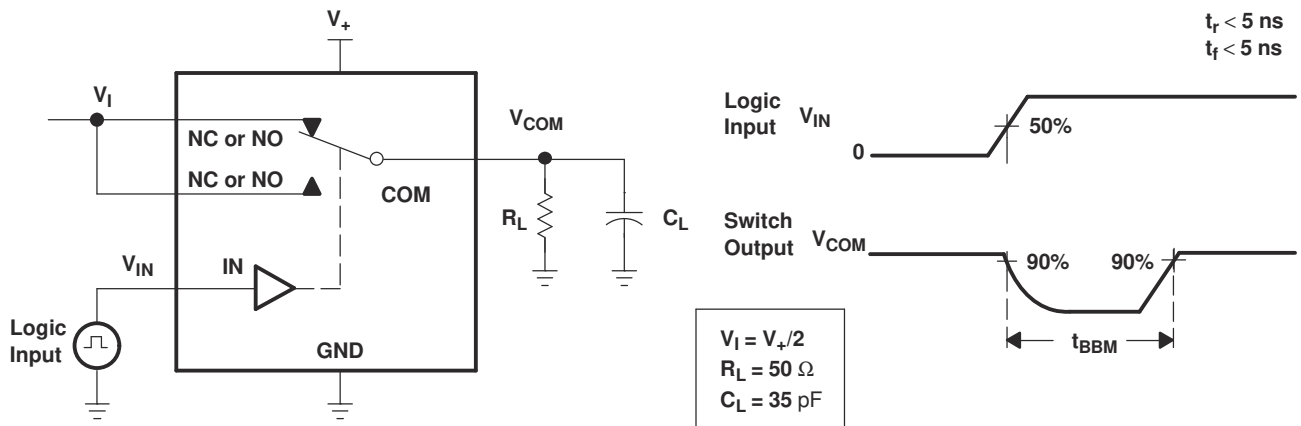 V+
VI
NC or NO
NC or NO
VCOM
COM
RL
CL
VIN
IN
Logic
Input
GND
VI = V+/2
RL = 50 Ω
CL = 35 pF
tr < 5 ns
tf < 5 ns
Logic
Input
VIN
50%
0
Switch
Output
VCOM
90%
90%
tBBM